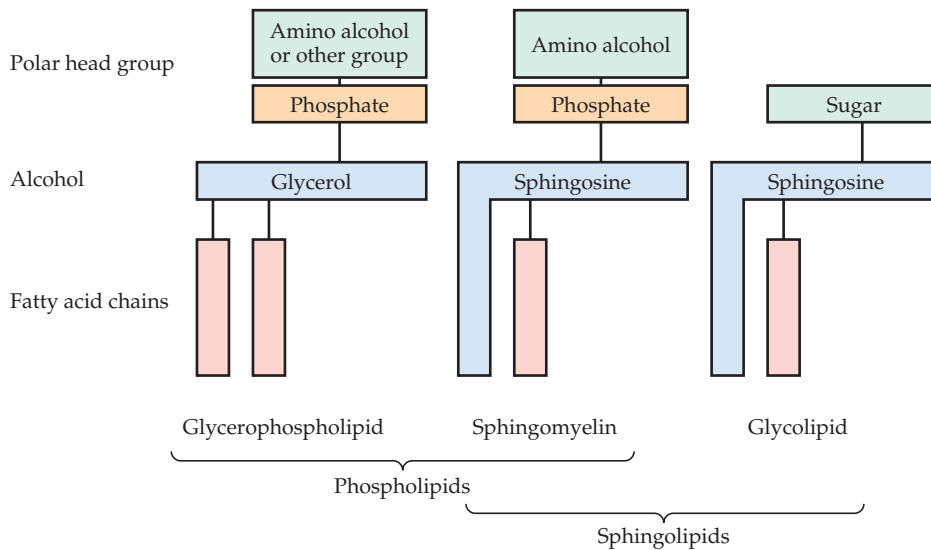 Polar head group
Amino alcohol
or other group
Amino alcohol
Phosphate
Phosphate
Sugar
Alcohol
Glycerol
Sphingosine
Sphingosine
Fatty acid chains
Glycerophospholipid
Sphingomyelin
Glycolipid
Phospholipids
Sphingolipids